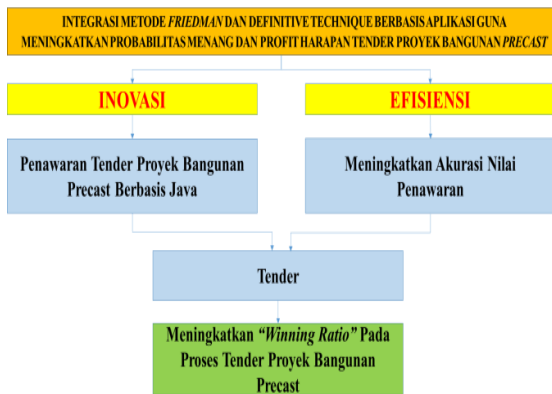 INTEGRASI METODE FRIEDMAN DAN DEFINITIVE TECHNIQUE BERBASIS APLIKASI GUNA
MENINGKATKAN PROBABILITAS MENANG DAN PROFIT HARAPAN TENDER PROYEK BANGUNAN PRECAST
INOVASI
EFISIENSI
Penawaran Tender Proyek Bangunan
Precast Berbasis Java
Meningkatkan Akurasi Nilai
Penawaran
Tender
Meningkatkan “Winning Ratio” Pada
Proses Tender Proyek Bangunan
Precast